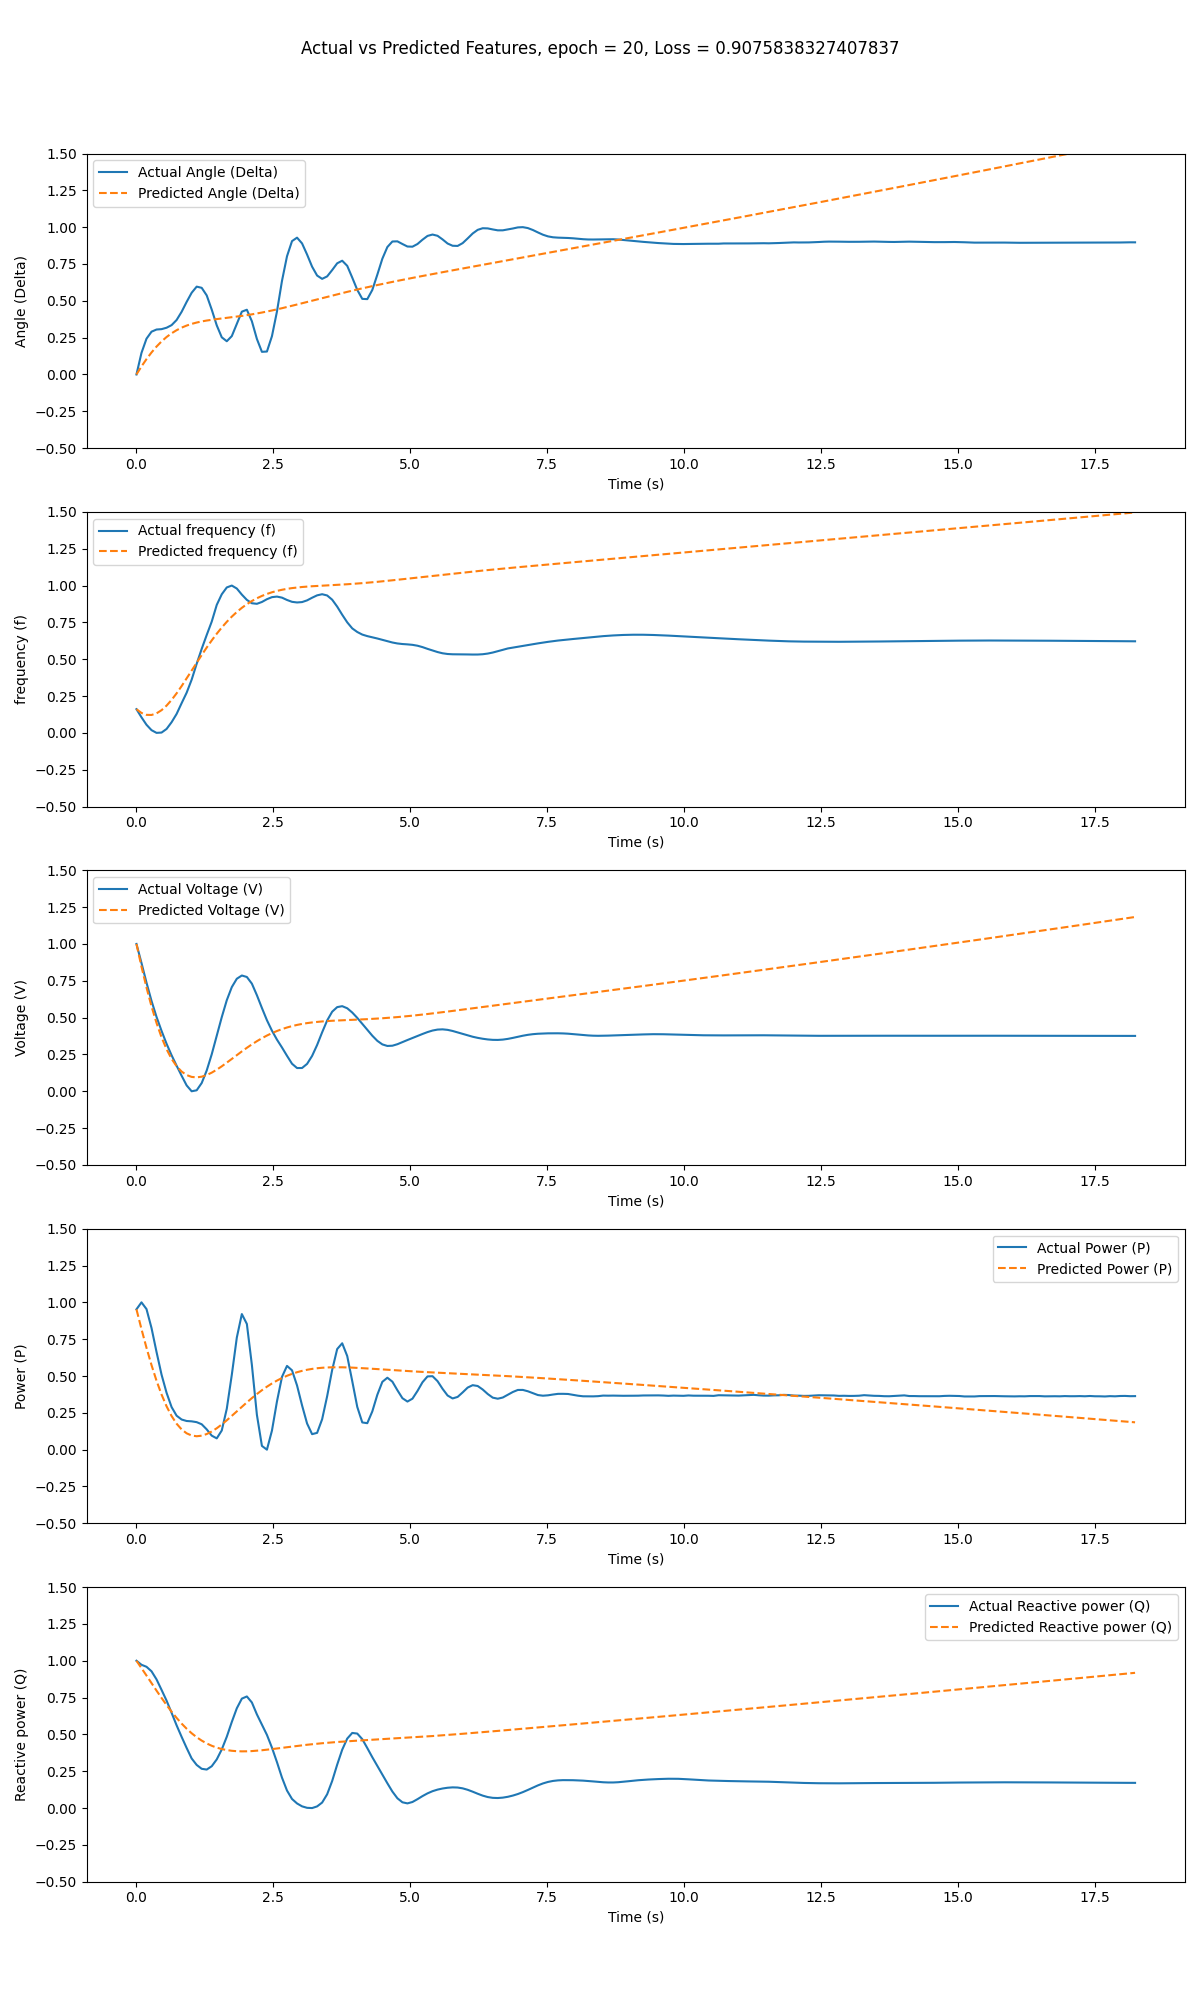 Actual vs Predicted Features, epoch = 20, Loss = 0.9075838327407837
Actual Angle (Delta)
Predicted Angle (Delta)
1.50
1.25
1.00
0.75
0.50
0.25
0.00
−0.25
−0.50
Angle (Delta)
0.0 2.5 5.0 7.5 10.0 12.5 15.0 17.5
Time (s)
Actual frequency (f)
Predicted frequency (f)
1.50
1.25
1.00
0.75
0.50
0.25
0.00
−0.25
−0.50
frequency (f)
0.0 2.5 5.0 7.5 10.0 12.5 15.0 17.5
Time (s)
Actual Voltage (V)
Predicted Voltage (V)
1.50
1.25
1.00
0.75
0.50
0.25
0.00
−0.25
−0.50
Voltage (V)
0.0 2.5 5.0 7.5 10.0 12.5 15.0 17.5
Time (s)
Actual Power (P)
Predicted Power (P)
1.50
1.25
1.00
0.75
0.50
0.25
0.00
−0.25
−0.50
Power (P)
0.0 2.5 5.0 7.5 10.0 12.5 15.0 17.5
Time (s)
Actual Reactive power (Q)
Predicted Reactive power (Q)
1.50
1.25
1.00
0.75
0.50
0.25
0.00
−0.25
−0.50
Reactive power (Q)
0.0 2.5 5.0 7.5 10.0 12.5 15.0 17.5
Time (s)